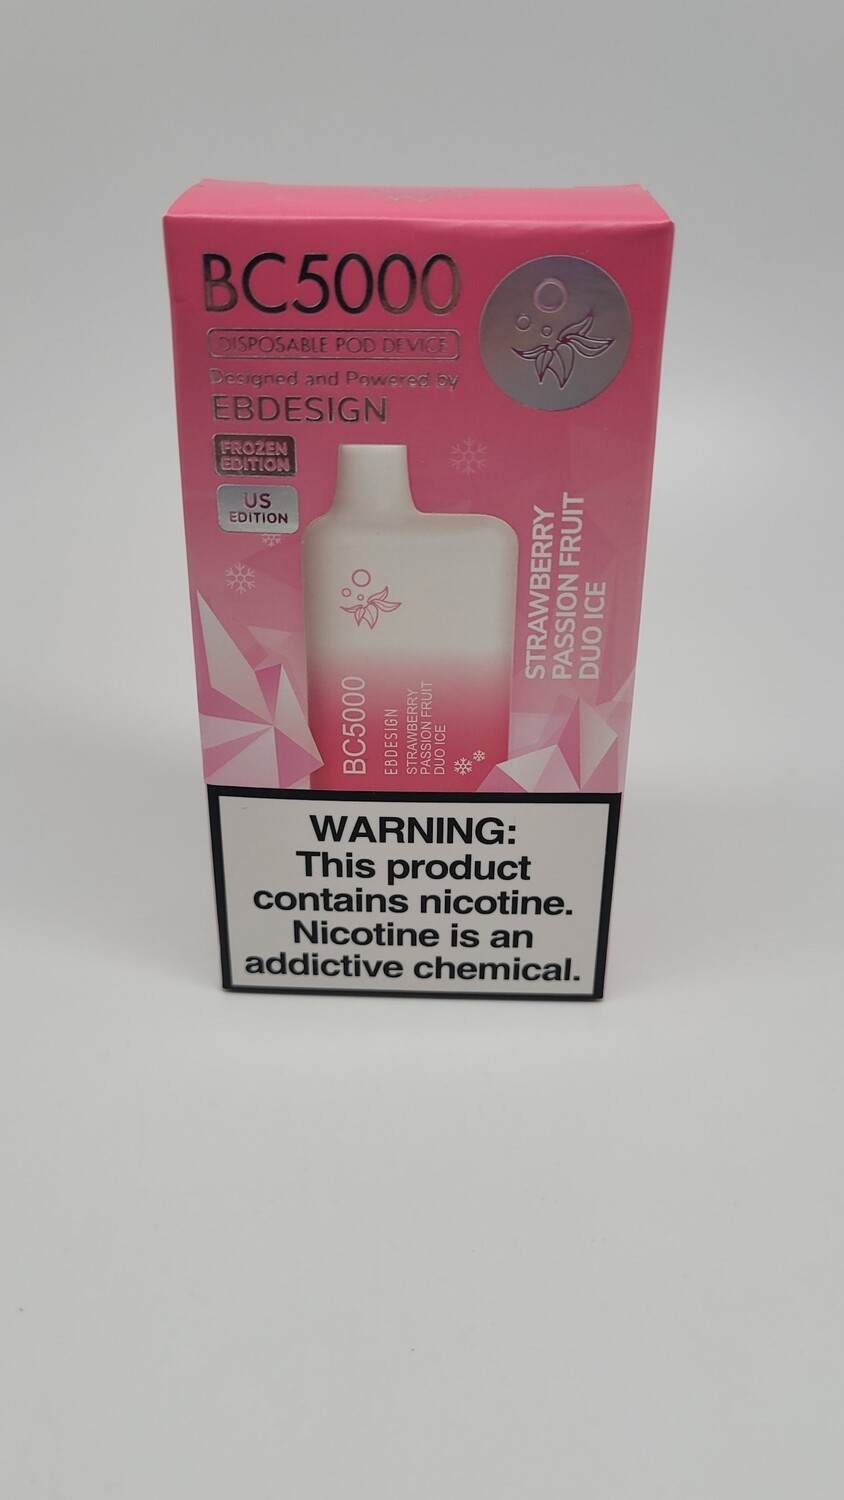 BC5000
DISPOSABLE POD DEVICE
Designed and Powered by
EBDESIGN
FROZEN
EDITION
US
EDITION
STRAWBERRY
PASSION FRUIT
DUO ICE
BC5000
EBDESIGN
STRAWBERRY
PASSION FRUIT
DUO ICE
WARNING:
This product
contains nicotine.
Nicotine is an
addictive chemical.